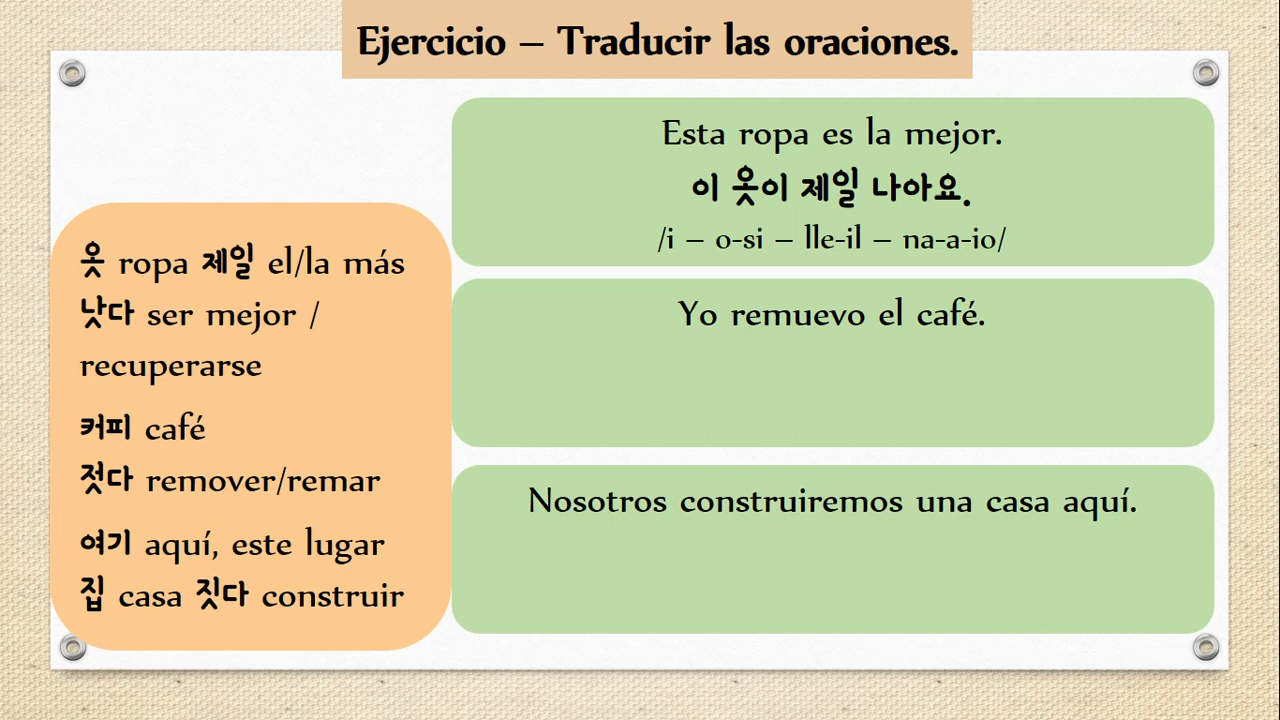 Ejercicio – Traducir las oraciones.
옷 ropa 제일 el/la más
낫다 ser mejor /
recuperarse
커피 café
젓다 remover/remar
여기 aquí, este lugar
집 casa 짓다 construir
Esta ropa es la mejor.
이 옷이 제일 나아요.
/i – o-si – lle-il – na-a-io/
Yo remuevo el café.
Nosotros construiremos una casa aquí.